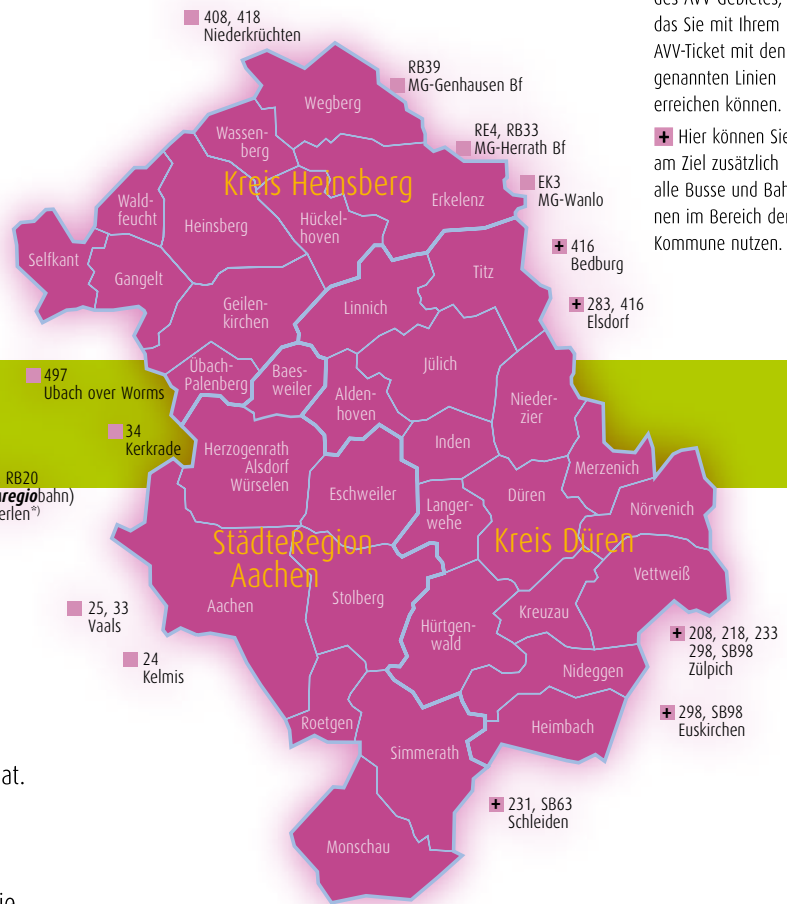 des AVV-Gebietes,
das Sie mit Ihrem
AVV-Ticket mit den
genannten Linien
erreichen können.
+ Hier können Sie
am Ziel zusätzlich
alle Busse und Bah
nen im Bereich der
Kommune nutzen.
408, 418
Niederkrüchten
RB39
MG-Genhausen Bf
Wegberg
RE4, RB33
MG-Herrath Bf
Wassen-
berg
EK3
MG-Wanlo
Kreis Heinsberg
Wald-
feucht
Erkelenz
Heinsberg
Hückel-
hoven
+ 416
Bedburg
Selfkant
Gangelt
Titz
Geilen-
kirchen
Linnich
+ 283, 416
Elsdorf
497
Ubach over Worms
Übach-
Palenberg
Baes-
weiler
Jülich
Alden-
hoven
Nieder-
zier
34
Kerkrade
Herzogenrath
Alsdorf
Würselen
Inden
Merzenich
RB20
regiobahn)
erlen*)
Eschweiler
Langer-
wehe
Düren
Nörvenich
StädteRegion
Aachen
Kreis Düren
Vettweiß
Aachen
Stolberg
Kreuzau
25, 33
Vaals
Hürtgen-
wald
+ 208, 218, 233
298, SB98
Zülpich
24
Kelmis
Nideggen
Roetgen
Heimbach
+ 298, SB98
Euskirchen
Simmerath
at.
+ 231, SB63
Schleiden
Monschau